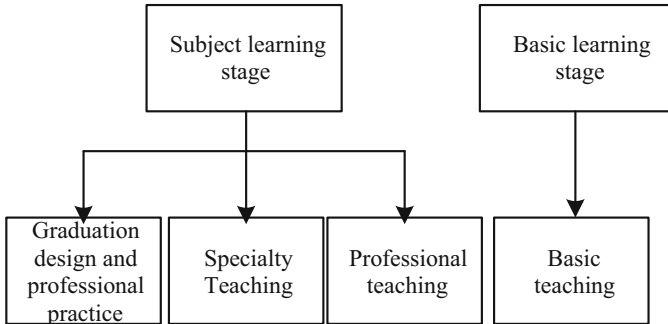 Subject learning
stage
Basic learning
stage
Graduation
design and
professional
practice
Specialty
Teaching
Professional
teaching
Basic
teaching